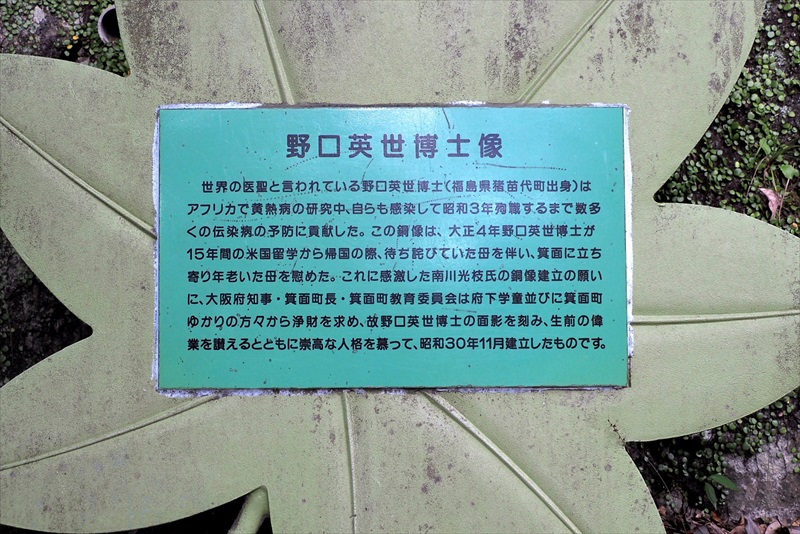 野口英世博士像
世界の医聖と言われている野口英世博士(福島県猪苗代町出身)は
アフリカで黄熱病の研究中、自らも感染して昭和3年殉職するまで数多
くの伝染病の予防に貢献した。この銅像は、大正4年野口英世博士が
15年間の米国留学から帰国の際、待ち詫びていた母を伴い、箕面に立ち
寄り年老いた母を慰めた。これに感激した南川光枝氏の銅像建立の願い
に、大阪府知事・箕面町長・箕面町教育委員会は府下学童並びに箕面町
ゆかりの方々から浄財を求め、故野口英世博士の面影を刻み、生前の偉
業を讃えるとともに崇高な人格を慕って、昭和30年11月建立したものです。